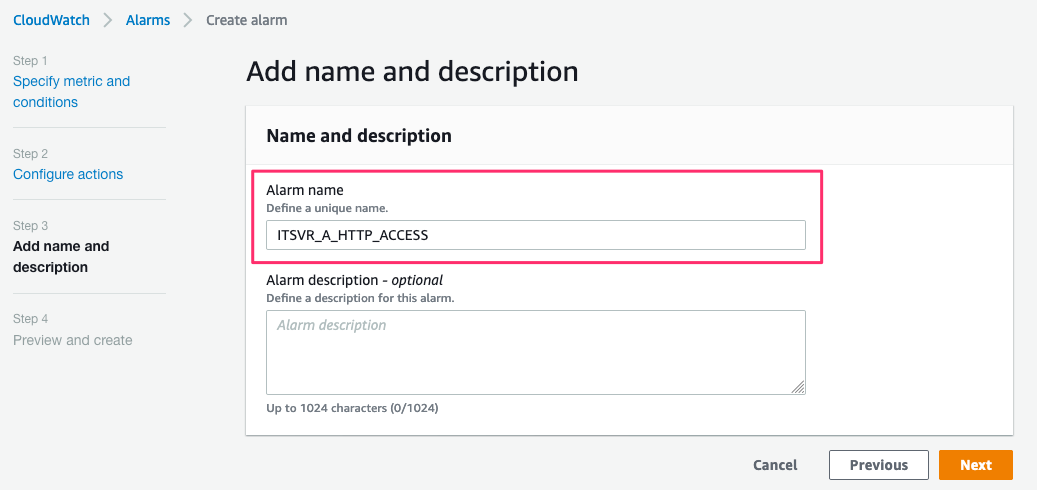 CloudWatch > Alarms > Create alarm
Step 1
Specify metric and
conditions
Step 2
Configure actions
Step 3
Add name and
description
Step 4
Preview and create
Add name and description
Name and description
Alarm name
Define a unique name.
ITSVR_A_HTTP_ACCESS
Alarm description - optional
Define a description for this alarm.
Alarm description
Up to 1024 characters (0/1024)
Cancel Previous Next